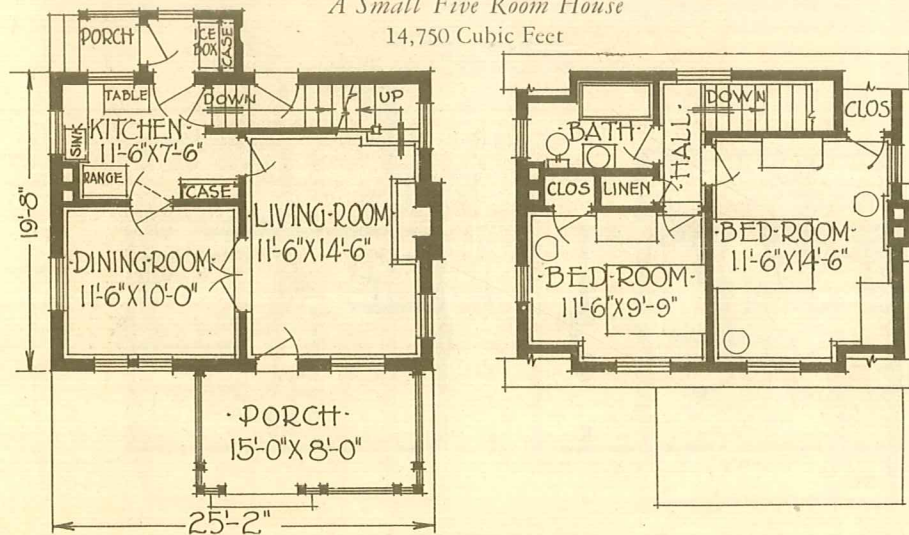 A Small Five Room House
14,750 Cubic Feet
PORCH
ICE
BOX
CASE
TABLE
DOWN
UP
KITCHEN
11'-6"X7'-6"
SINK
RANGE
CASE
LIVING-ROOM
11'-6"X14'-6"
DINING-ROOM
11'-6"X10'-0"
19'-8"
PORCH
15'-0"X8'-0"
25'-2"
BATH
HALL
DOWN
CLOS
CLOS
LINEN
BED-ROOM
11'-6"X9'-9"
BED-ROOM
11'-6"X14'-6"